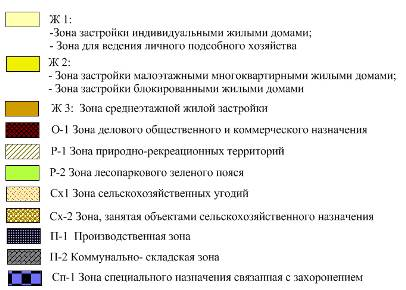 Ж 1:
-Зона застройки индивидуальными жилыми домами;
- Зона для ведения личного подсобного хозяйства
Ж 2:
- Зона застройки малоэтажными многоквартирными жилыми домами;
- Зона застройки блокированными жилыми домами
Ж 3: Зона среднеэтажной жилой застройки
О-1 Зона делового общественного и коммерческого назначения
Р-1 Зона природно-рекреационных территорий
Р-2 Зона лесопаркового зеленого пояса
Сх1 Зона сельскохозяйственных угодий
Сх-2 Зона, занятая объектами сельскохозяйственного назначения
П-1 Производственная зона
П-2 Коммунально- складская зона
Сп-1 Зона специального назначения связанная с захоронением